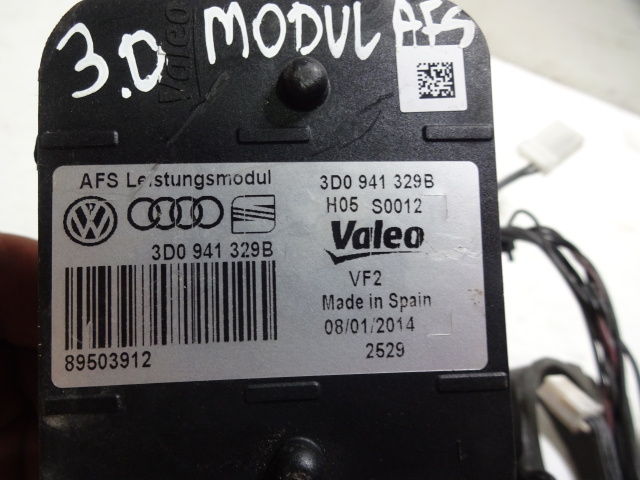 3.0 MODUL AFS
Valeo
AFS Leistungsmodul
3D0 941 329B
89503912
3D0 941 329B
H05 S0012
Valeo
VF2
Made in Spain
08/01/2014
2529